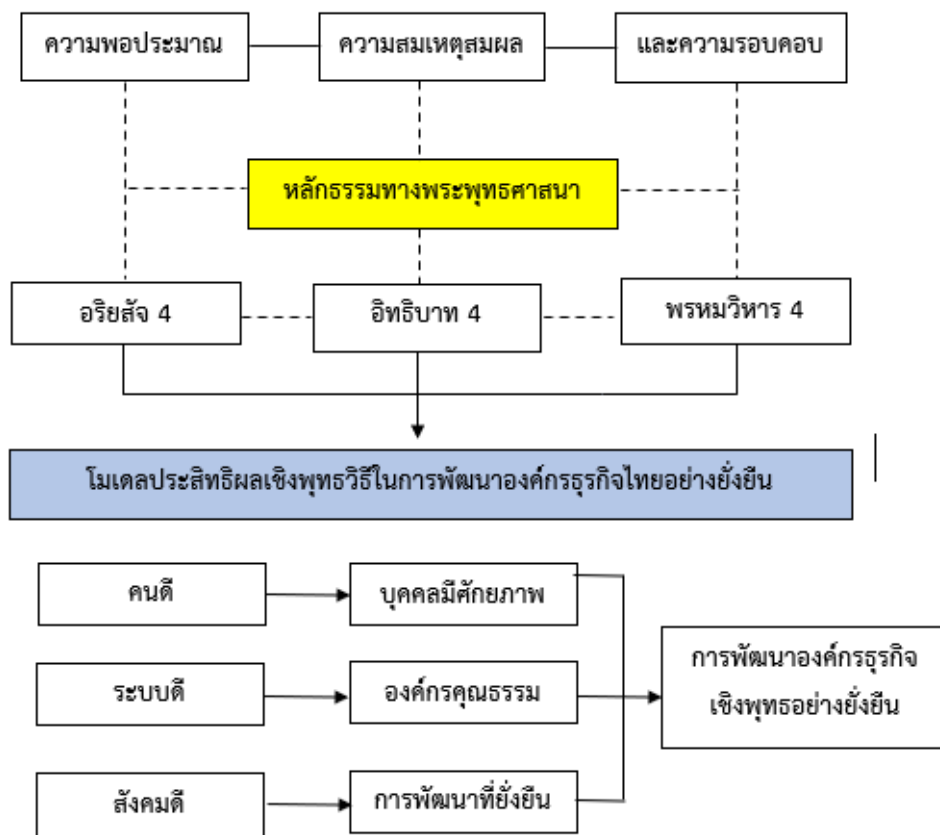 ความพอประมาณ
ความสมเหตุสมผล
และความรอบคอบ
หลักธรรมทางพระพุทธศาสนา
อริยสัจ 4
อิทธิบาท 4
พรหมวิหาร 4
โมเดลประสิทธิผลเชิงพุทธวิธีในการพัฒนาองค์กรธุรกิจไทยอย่างยั่งยืน
คนดี
บุคคลมีศักยภาพ
ระบบดี
องค์กรคุณธรรม
การพัฒนาองค์กรธุรกิจ
เชิงพุทธอย่างยั่งยืน
สังคมดี
การพัฒนาที่ยั่งยืน